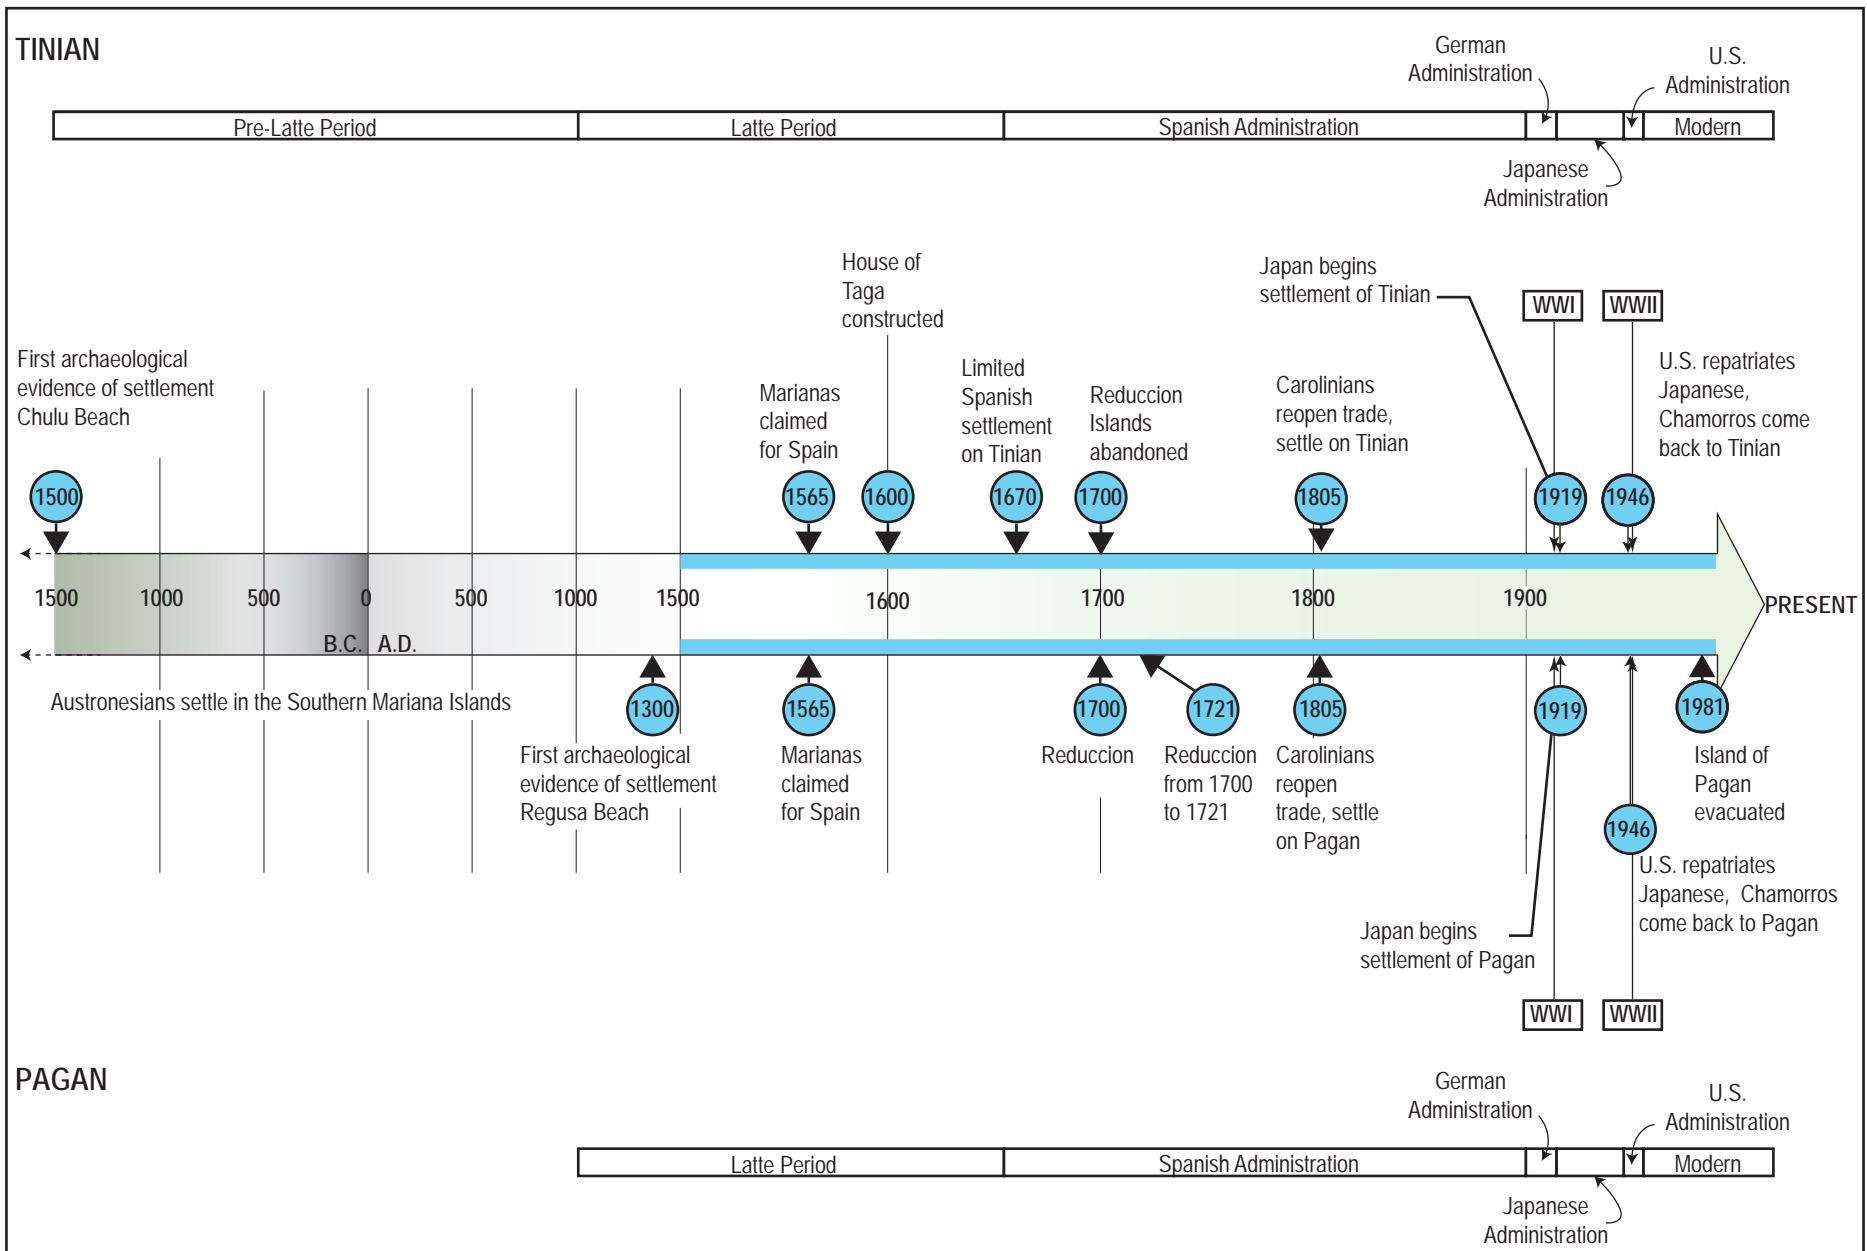 TINIAN
German
Administration
U.S.
Administration
Pre-Latte Period
Latte Period
Spanish Administration
Modern
Japanese
Administration
First archaeological
evidence of settlement
Chulu Beach
Marianas
claimed
for Spain
House of
Taga
constructed
Limited
Spanish
settlement
on Tinian
Reduccion
Islands
abandoned
Carolinians
reopen trade,
settle on Tinian
Japan begins
settlement of Tinian
WWI
WWII
U.S. repatriates
Japanese,
Chamorros come
back to Tinian
1500
1565
1600
1670
1700
1805
1919
1946
1500
1000
500
0
500
1000
1500
1600
1700
1800
1900
PRESENT
B.C.
A.D.
Austronesians settle in the Southern Mariana Islands
1300
1565
1700
1721
1805
1919
1981
First archaeological
evidence of settlement
Regusa Beach
Marianas
claimed
for Spain
Reduccion
Reduccion
from 1700
to 1721
Carolinians
reopen
trade, settle
on Pagan
Island of
Pagan
evacuated
1946
U.S. repatriates
Japanese, Chamorros
come back to Pagan
Japan begins
settlement of Pagan
WWI
WWII
PAGAN
German
Administration
U.S.
Administration
Latte Period
Spanish Administration
Modern
Japanese
Administration